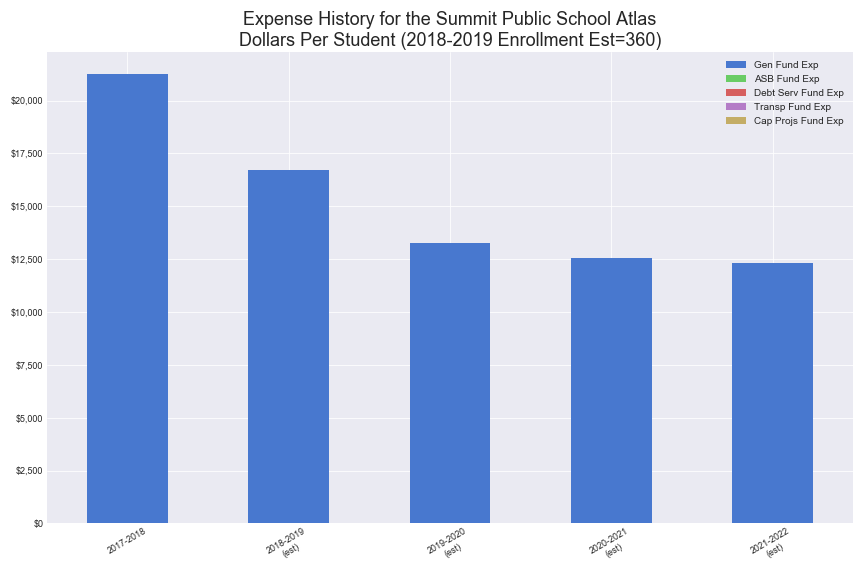 Expense History for the Summit Public School Atlas
Dollars Per Student (2018-2019 Enrollment Est=360)
Gen Fund Exp
ASB Fund Exp
Debt Serv Fund Exp
Transp Fund Exp
Cap Projs Fund Exp
$20,000
$17,500
$15,000
$12,500
$10,000
$7,500
$5,000
$2,500
$0
2017-2018
2018-2019
(est)
2019-2020
(est)
2020-2021
(est)
2021-2022
(est)